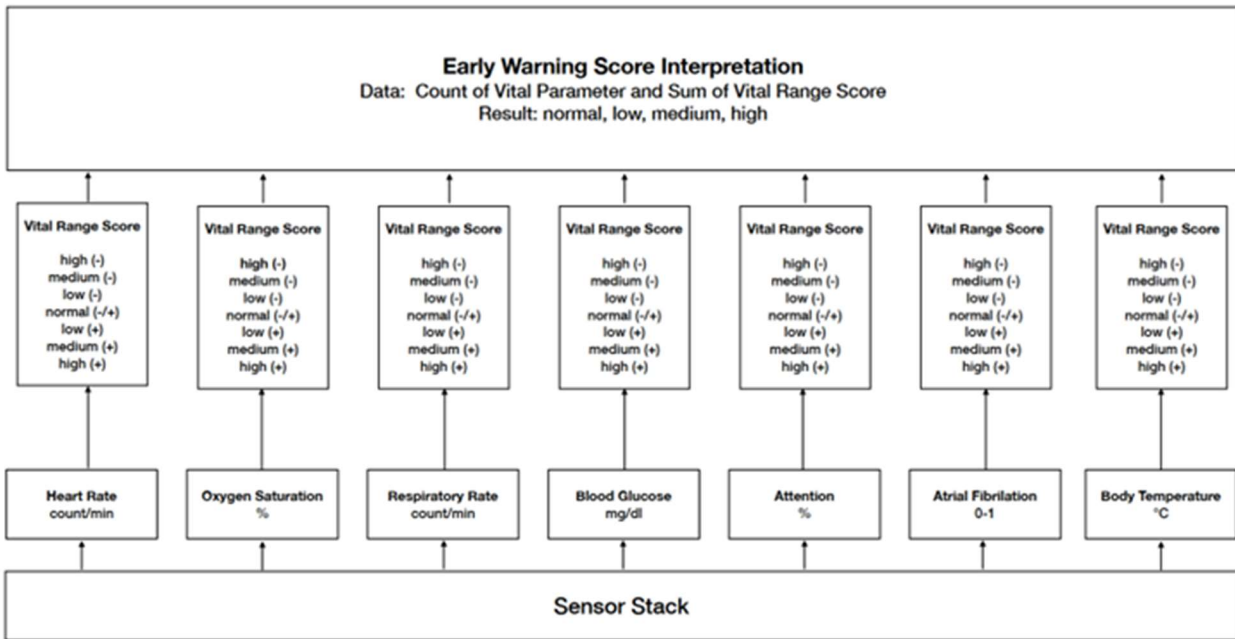 Early Warning Score Interpretation
Data: Count of Vital Parameter and Sum of Vital Range Score
Result: normal, low, medium, high
Vital Range Score
high (-)
medium (-)
low (-)
normal (-/+)
low (+)
medium (+)
high (+)
Vital Range Score
high (-)
medium (-)
low (-)
normal (-/+)
low (+)
medium (+)
high (+)
Vital Range Score
high (-)
medium (-)
low (-)
normal (-/+)
low (+)
medium (+)
high (+)
Vital Range Score
high (-)
medium (-)
low (-)
normal (-/+)
low (+)
medium (+)
high (+)
Vital Range Score
high (-)
medium (-)
low (-)
normal (-/+)
low (+)
medium (+)
high (+)
Vital Range Score
high (-)
medium (-)
low (-)
normal (-/+)
low (+)
medium (+)
high (+)
Vital Range Score
high (-)
medium (-)
low (-)
normal (-/+)
low (+)
medium (+)
high (+)
Heart Rate
count/min
Oxygen Saturation
%
Respiratory Rate
count/min
Blood Glucose
mg/dl
Attention
%
Atrial Fibrilation
0-1
Body Temperature
°C
Sensor Stack